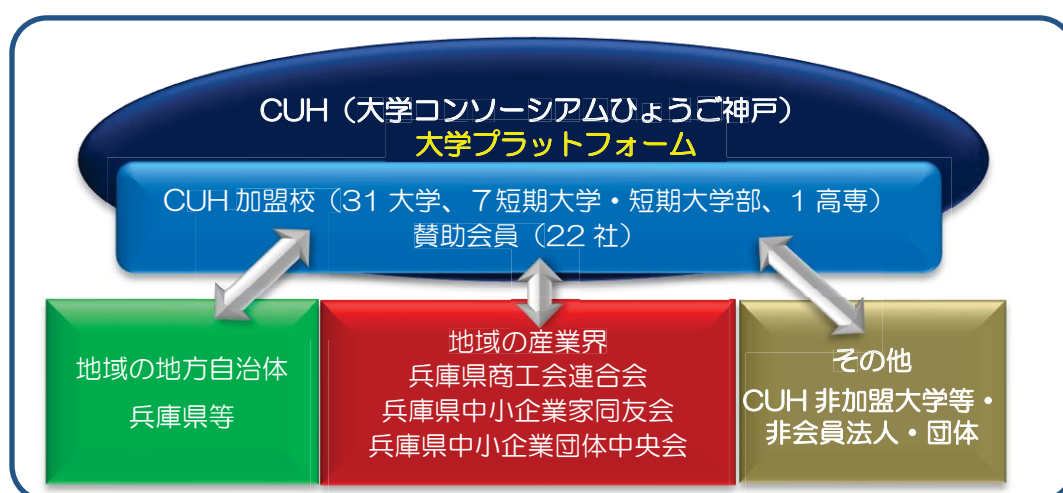 CUH（大学コンソーシアムひょうご神戸）
大学プラットフォーム
CUH 加盟校（31 大学、７短期大学・短期大学部、１高専）
賛助会員（22 社）
地域の地方自治体
兵庫県等
地域の産業界
兵庫県商工会連合会
兵庫県中小企業家同友会
兵庫県中小企業団体中央会
その他
CUH 非加盟大学等・
非会員法人・団体